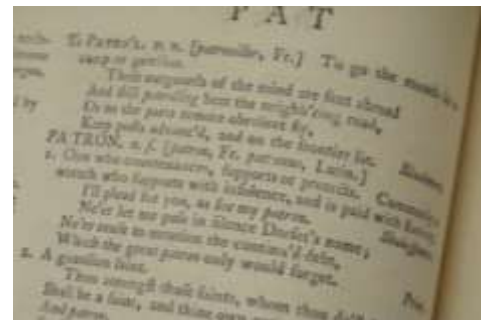 PAT
To PATRO'L. v. n. [patrouiller, Fr.] To go the rounds in a
camp or garrison.
These outguards of the mind are sent abroad
And still patrolling beat the neighb'ring road,
Or to the parts remote obedient fly,
Keep posts advanc'd, and on the frontier lie.
PATRON. n. s. [patron, Fr. patronus, Latin.]
1. One who countenances, supports or protects. Commonly a
wretch who supports with insolence, and is paid with flattery.
I'll plead for you, as for my patron.
Ne'er let me pass in silence Dorset's name;
Ne'er cease to mention the continu'd debt,
Which the great patron only would forget.
2. A guardian saint.
Thou amongst those saints, whom thou
Shall be a saint, and thine own
And patron